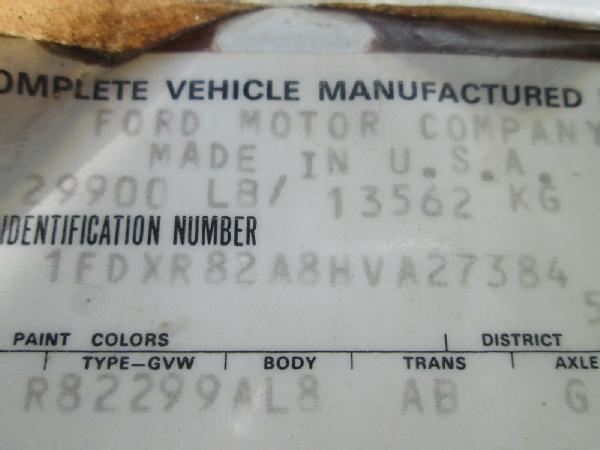 OMPLETE VEHICLE MANUFACTURED
FORD MOTOR COMPANY
MADE IN U.S.A.
29900 LB/ 13562 KG
IDENTIFICATION NUMBER
1FDXR82A8HVA27384
5
PAINT COLORS DISTRICT
TYPE-GVW BODY TRANS AXLE
R82299AL8 AB G